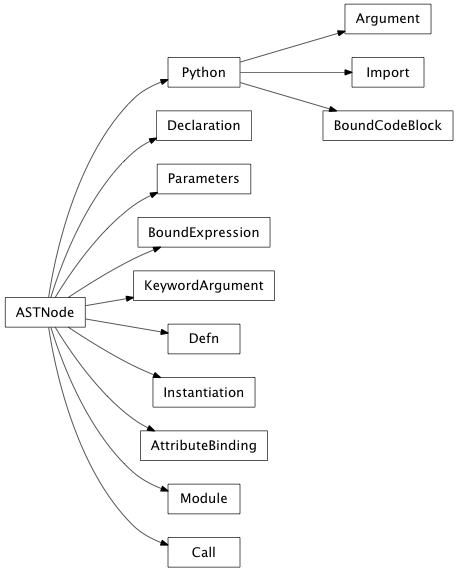 Argument
Python
Import
Declaration
BoundCodeBlock
Parameters
BoundExpression
KeywordArgument
ASTNode
Defn
Instantiation
AttributeBinding
Module
Call